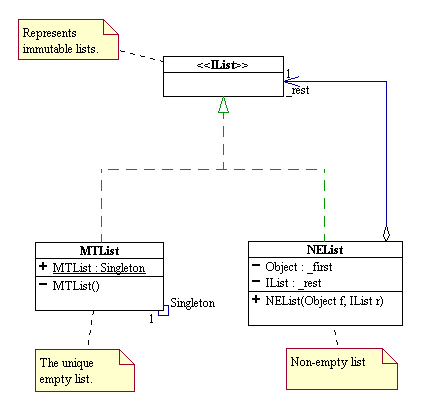 Represents
immutable lists.
<<IList>>
1
_rest
MTList
+ MTList : Singleton
- MTList()
Singleton
1
NEList
- Object : _first
- IList : _rest
+ NEList(Object f, IList r)
The unique
empty list.
Non-empty list